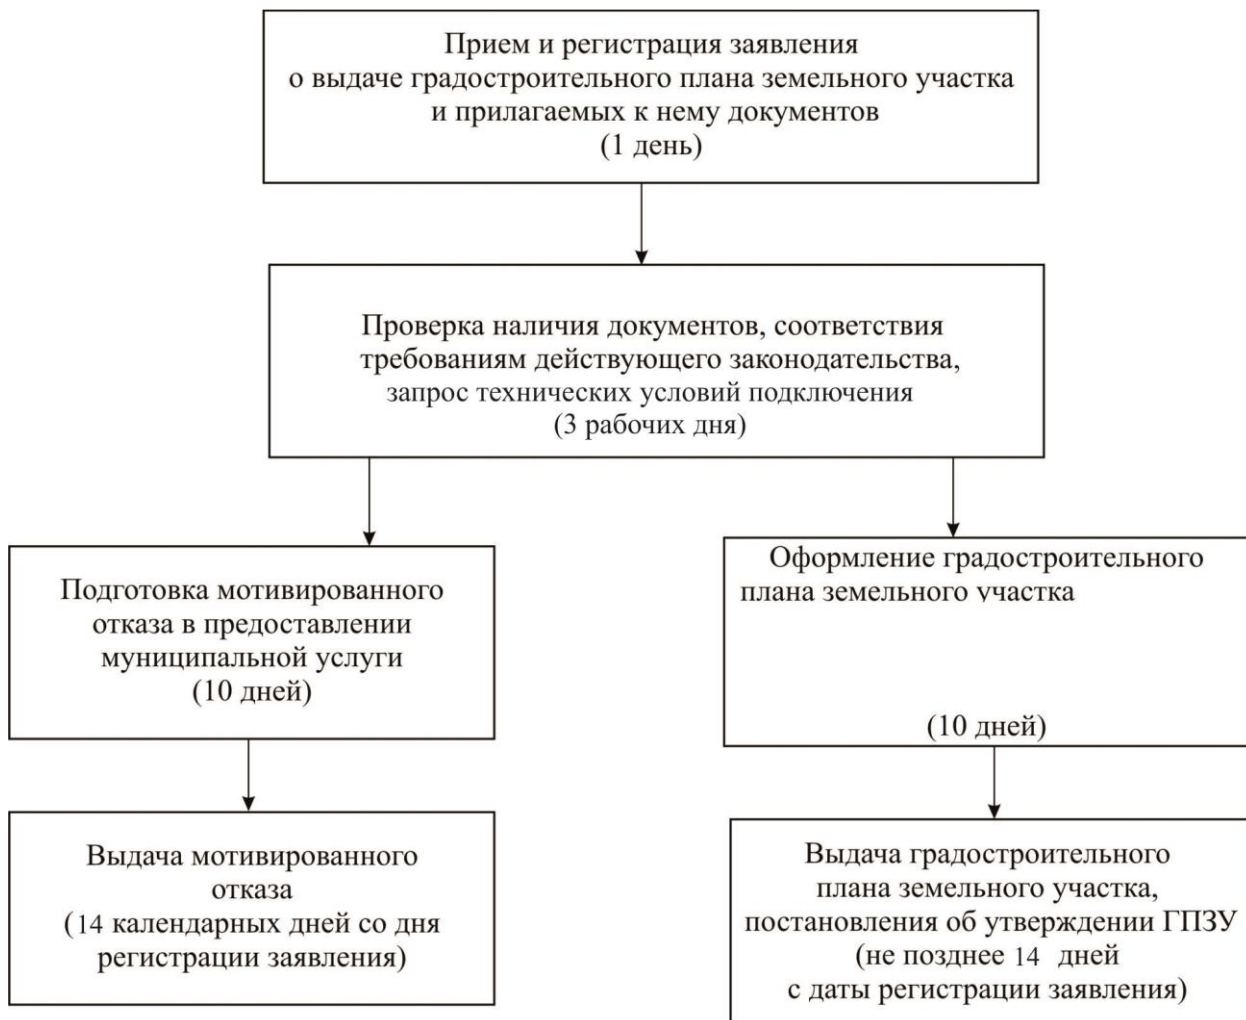 Прием и регистрация заявления
о выдаче градостроительного плана земельного участка
и прилагаемых к нему документов
(1 день)
Проверка наличия документов, соответствия
требованиям действующего законодательства,
запрос технических условий подключения
(3 рабочих дня)
Подготовка мотивированного
отказа в предоставлении
муниципальной услуги
(10 дней)
Оформление градостроительного
плана земельного участка
(10 дней)
Выдача мотивированного
отказа
(14 календарных дней со дня
регистрации заявления)
Выдача градостроительного
плана земельного участка,
постановления об утверждении ГПЗУ
(не позднее 14 дней
с даты регистрации заявления)